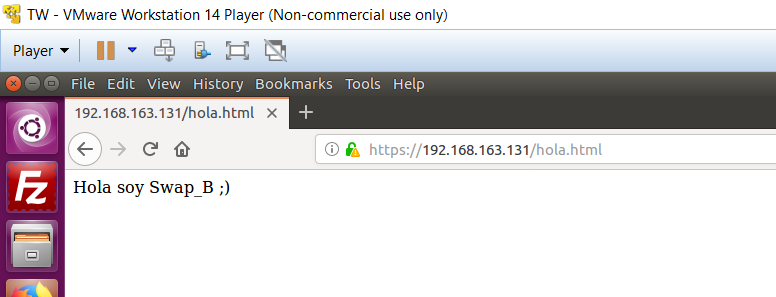 TW - VMware Workstation 14 Player (Non-commercial use only)
Player
File Edit View History Bookmarks Tools Help
192.168.163.131/hola.html
https://192.168.163.131/hola.html
Hola soy Swap_B ;)
Fz